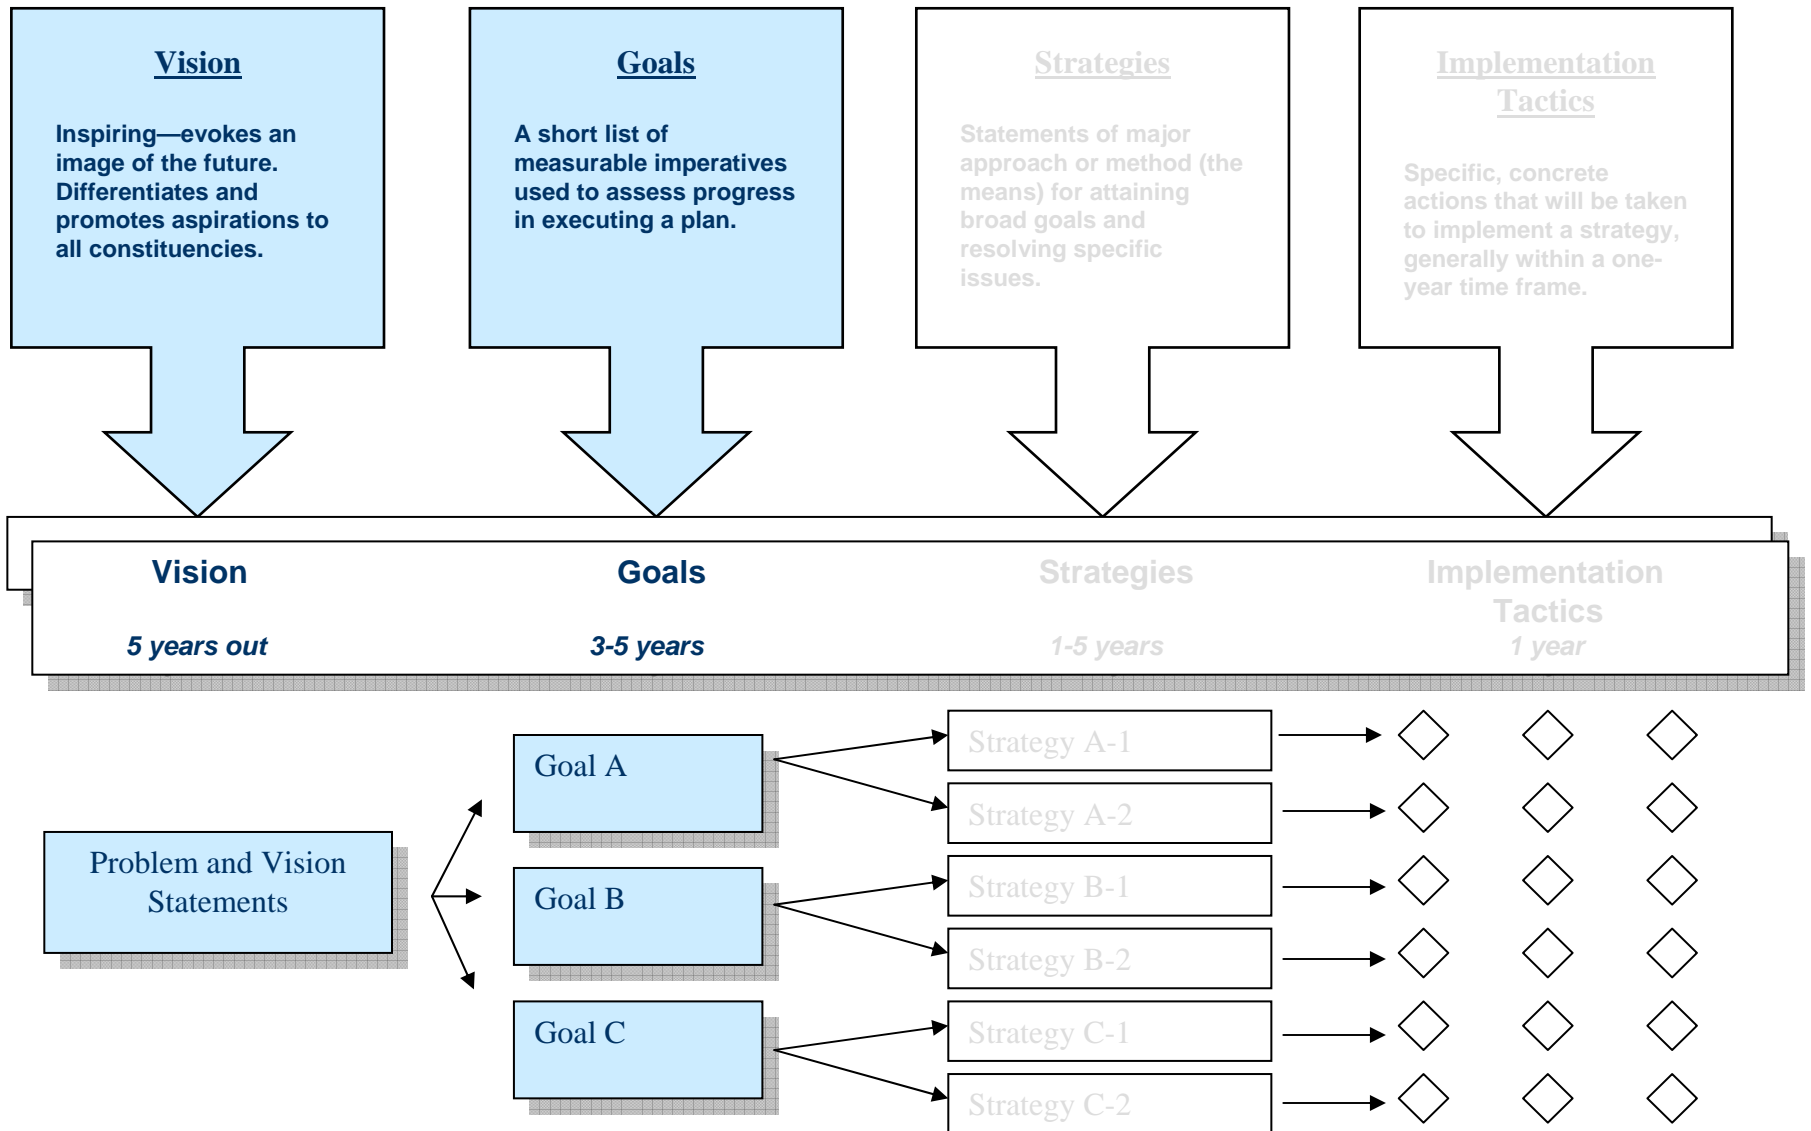 Vision
Inspiring—evokes an
image of the future.
Differentiates and
promotes aspirations to
all constituencies.
Goals
A short list of
measurable imperatives
used to assess progress
in executing a plan.
Strategies
Statements of major
approach or method (the
means) for attaining
broad goals and
resolving specific
issues.
Implementation
Tactics
Specific, concrete
actions that will be taken
to implement a strategy,
generally within a one-
year time frame.
Vision
5 years out
Goals
3-5 years
Strategies
1-5 years
Implementation
Tactics
1 year
Problem and Vision
Statements
Goal A
Goal B
Goal C
Strategy A-1
Strategy A-2
Strategy B-1
Strategy B-2
Strategy C-1
Strategy C-2